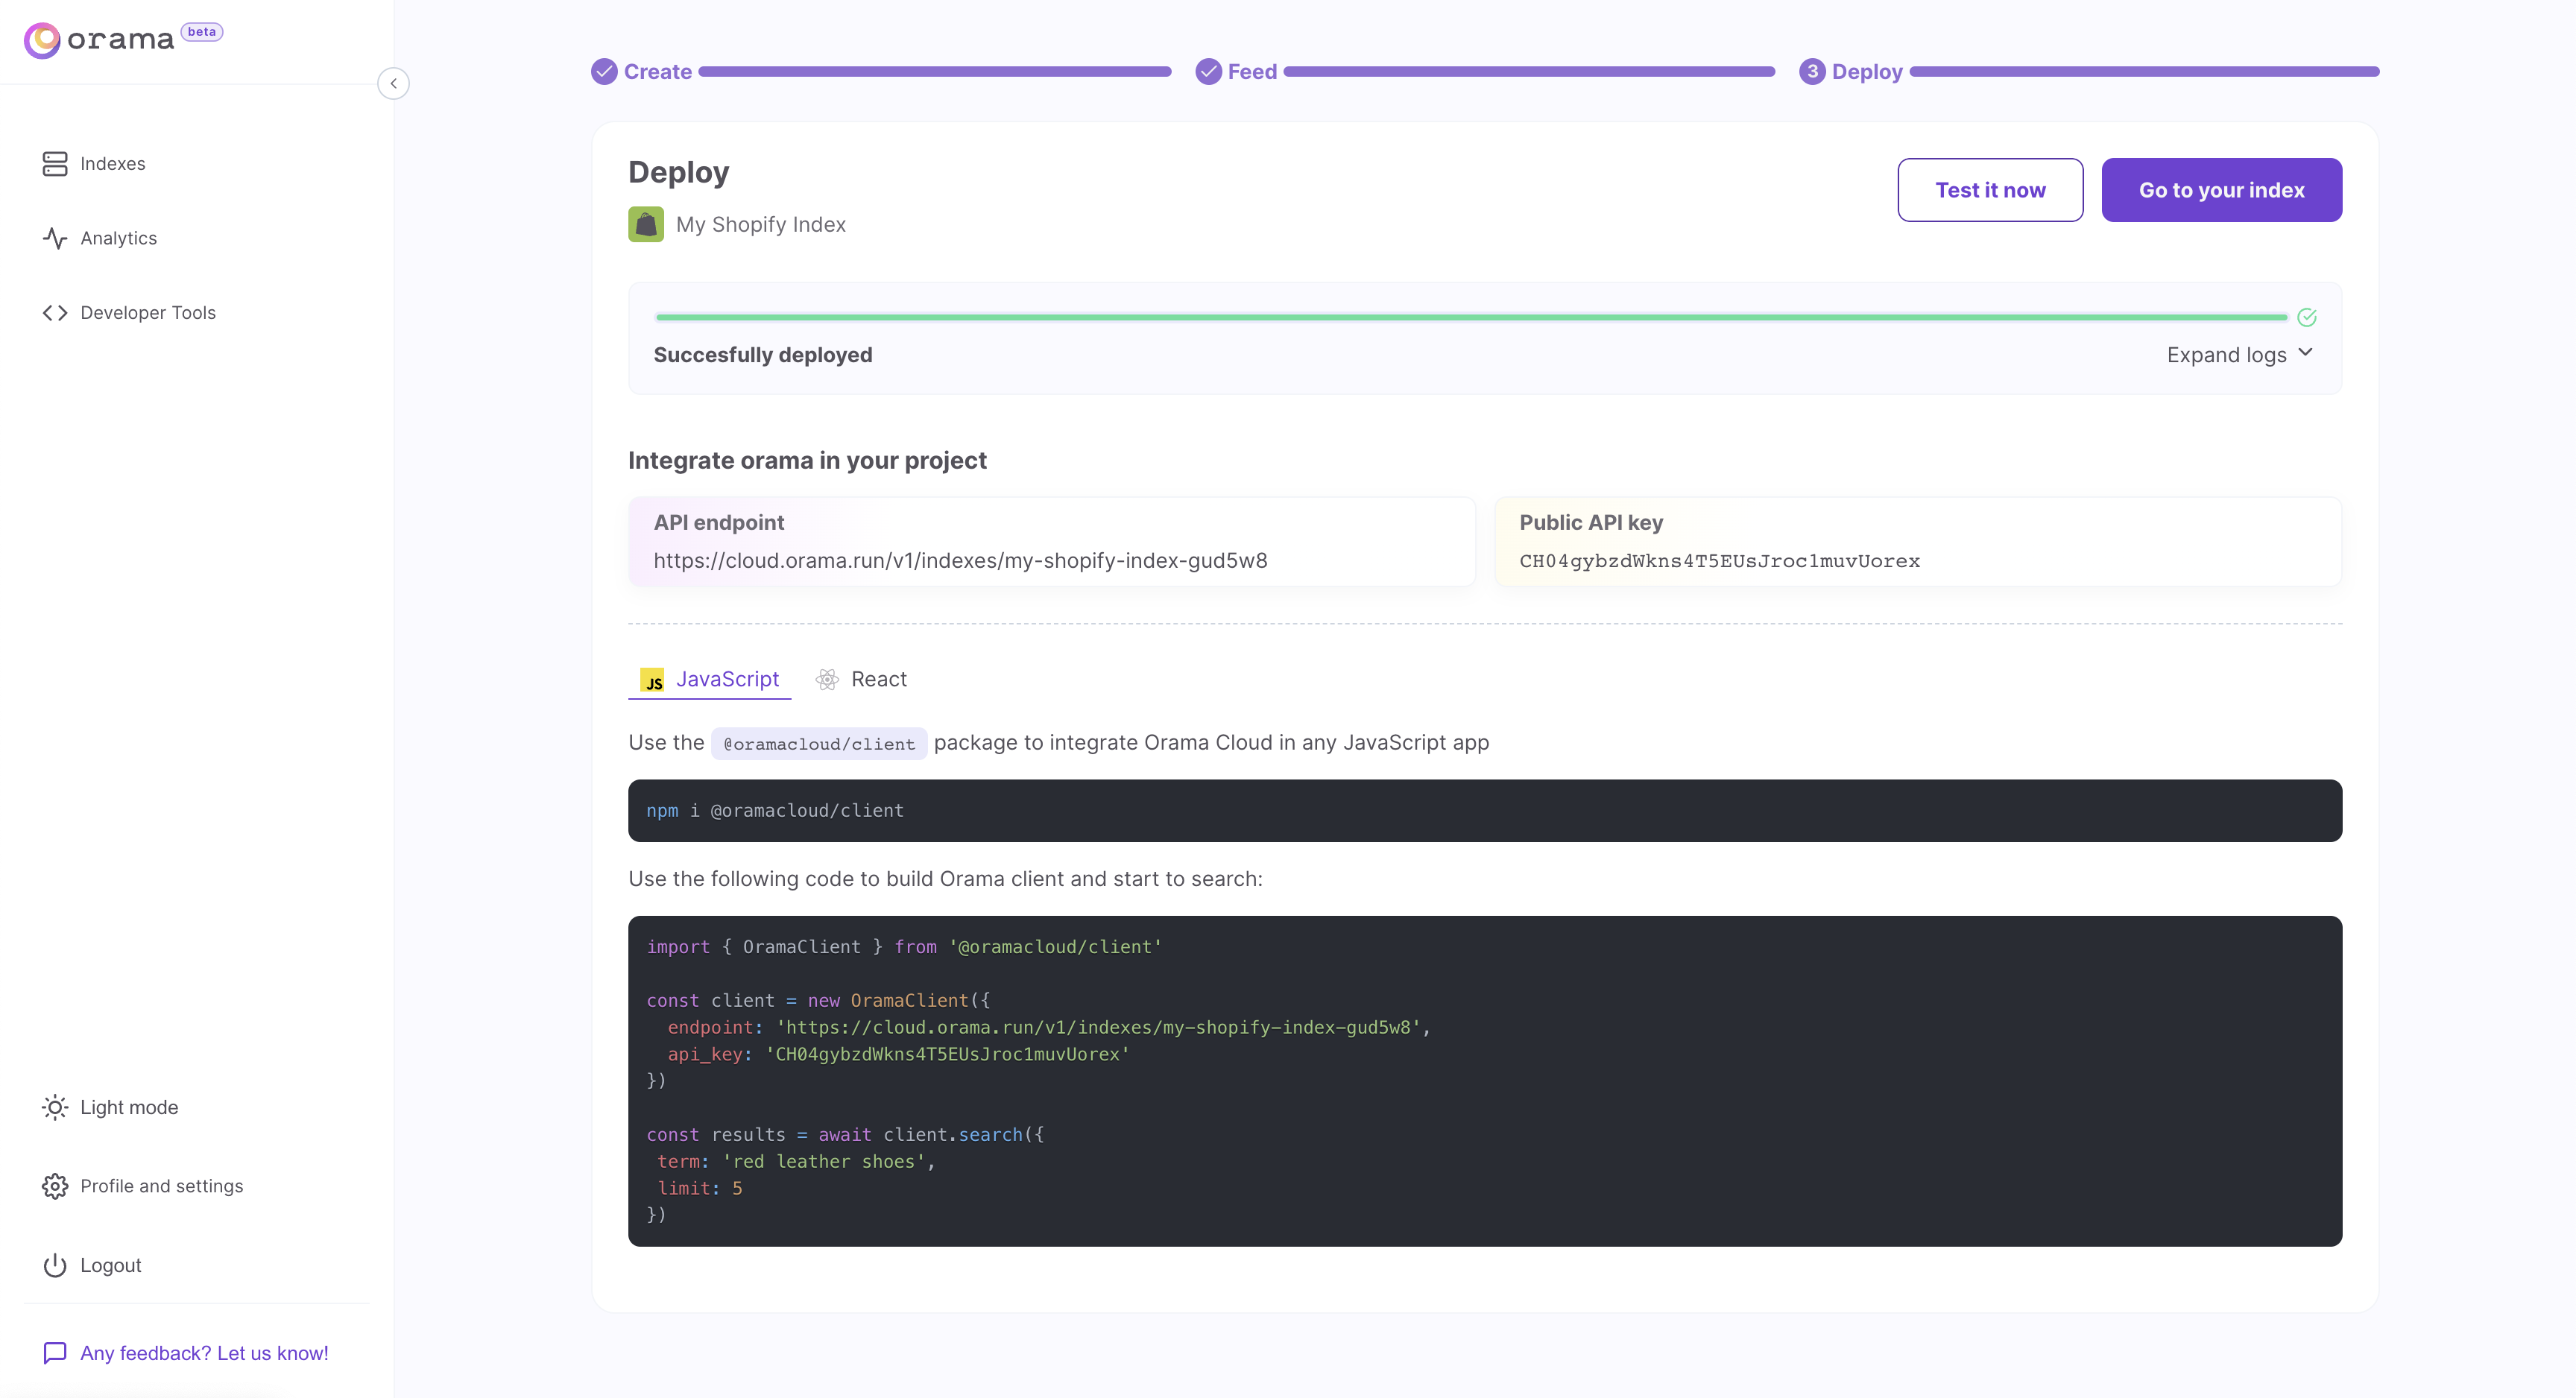 orama beta
Indexes
Analytics
Developer Tools
Light mode
Profile and settings
Logout
Any feedback? Let us know!
Create
Feed
3 Deploy
Deploy
My Shopify Index
Test it now
Go to your index
Succesfully deployed
Expand logs
Integrate orama in your project
API endpoint
https://cloud.orama.run/v1/indexes/my-shopify-index-gud5w8
Public API key
CH04gybzdWkns4T5EUsJroc1muvUorex
JS JavaScript
React
Use the @oramacloud/client package to integrate Orama Cloud in any JavaScript app
npm i @oramacloud/client
Use the following code to build Orama client and start to search:
import { OramaClient } from '@oramacloud/client'
const client = new OramaClient({
  endpoint: 'https://cloud.orama.run/v1/indexes/my-shopify-index-gud5w8',
  api_key: 'CH04gybzdWkns4T5EUsJroc1muvUorex'
})
const results = await client.search({
 term: 'red leather shoes',
 limit: 5
})